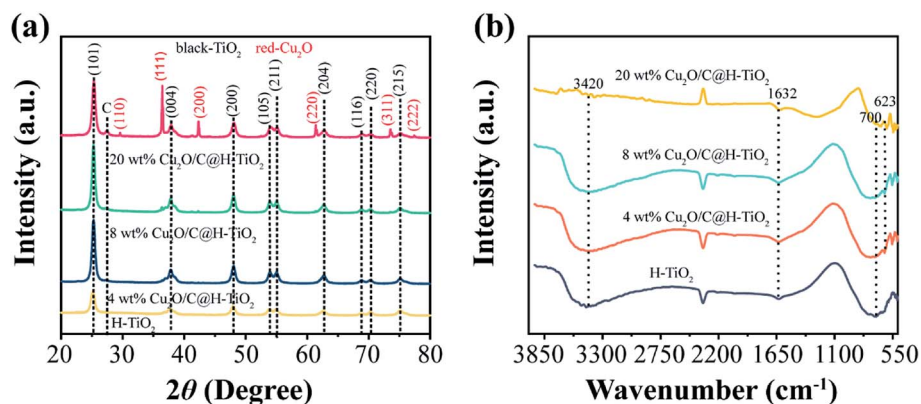 (a)
black-TiO₂ red-Cu₂O
(101)
C
(110)
(111)
(004)
(200)
(200)
(105)
(211)
(220)
(204)
(116)
(220)
(311)
(215)
(222)
20 wt% Cu₂O/C@H-TiO₂
8 wt% Cu₂O/C@H-TiO₂
4 wt% Cu₂O/C@H-TiO₂
H-TiO₂
Intensity (a.u.)
20 30 40 50 60 70 80
2θ (Degree)
(b)
20 wt% Cu₂O/C@H-TiO₂
3420
1632
623
700
8 wt% Cu₂O/C@H-TiO₂
4 wt% Cu₂O/C@H-TiO₂
H-TiO₂
Intensity (a.u.)
3850 3300 2750 2200 1650 1100 550
Wavenumber (cm⁻¹)